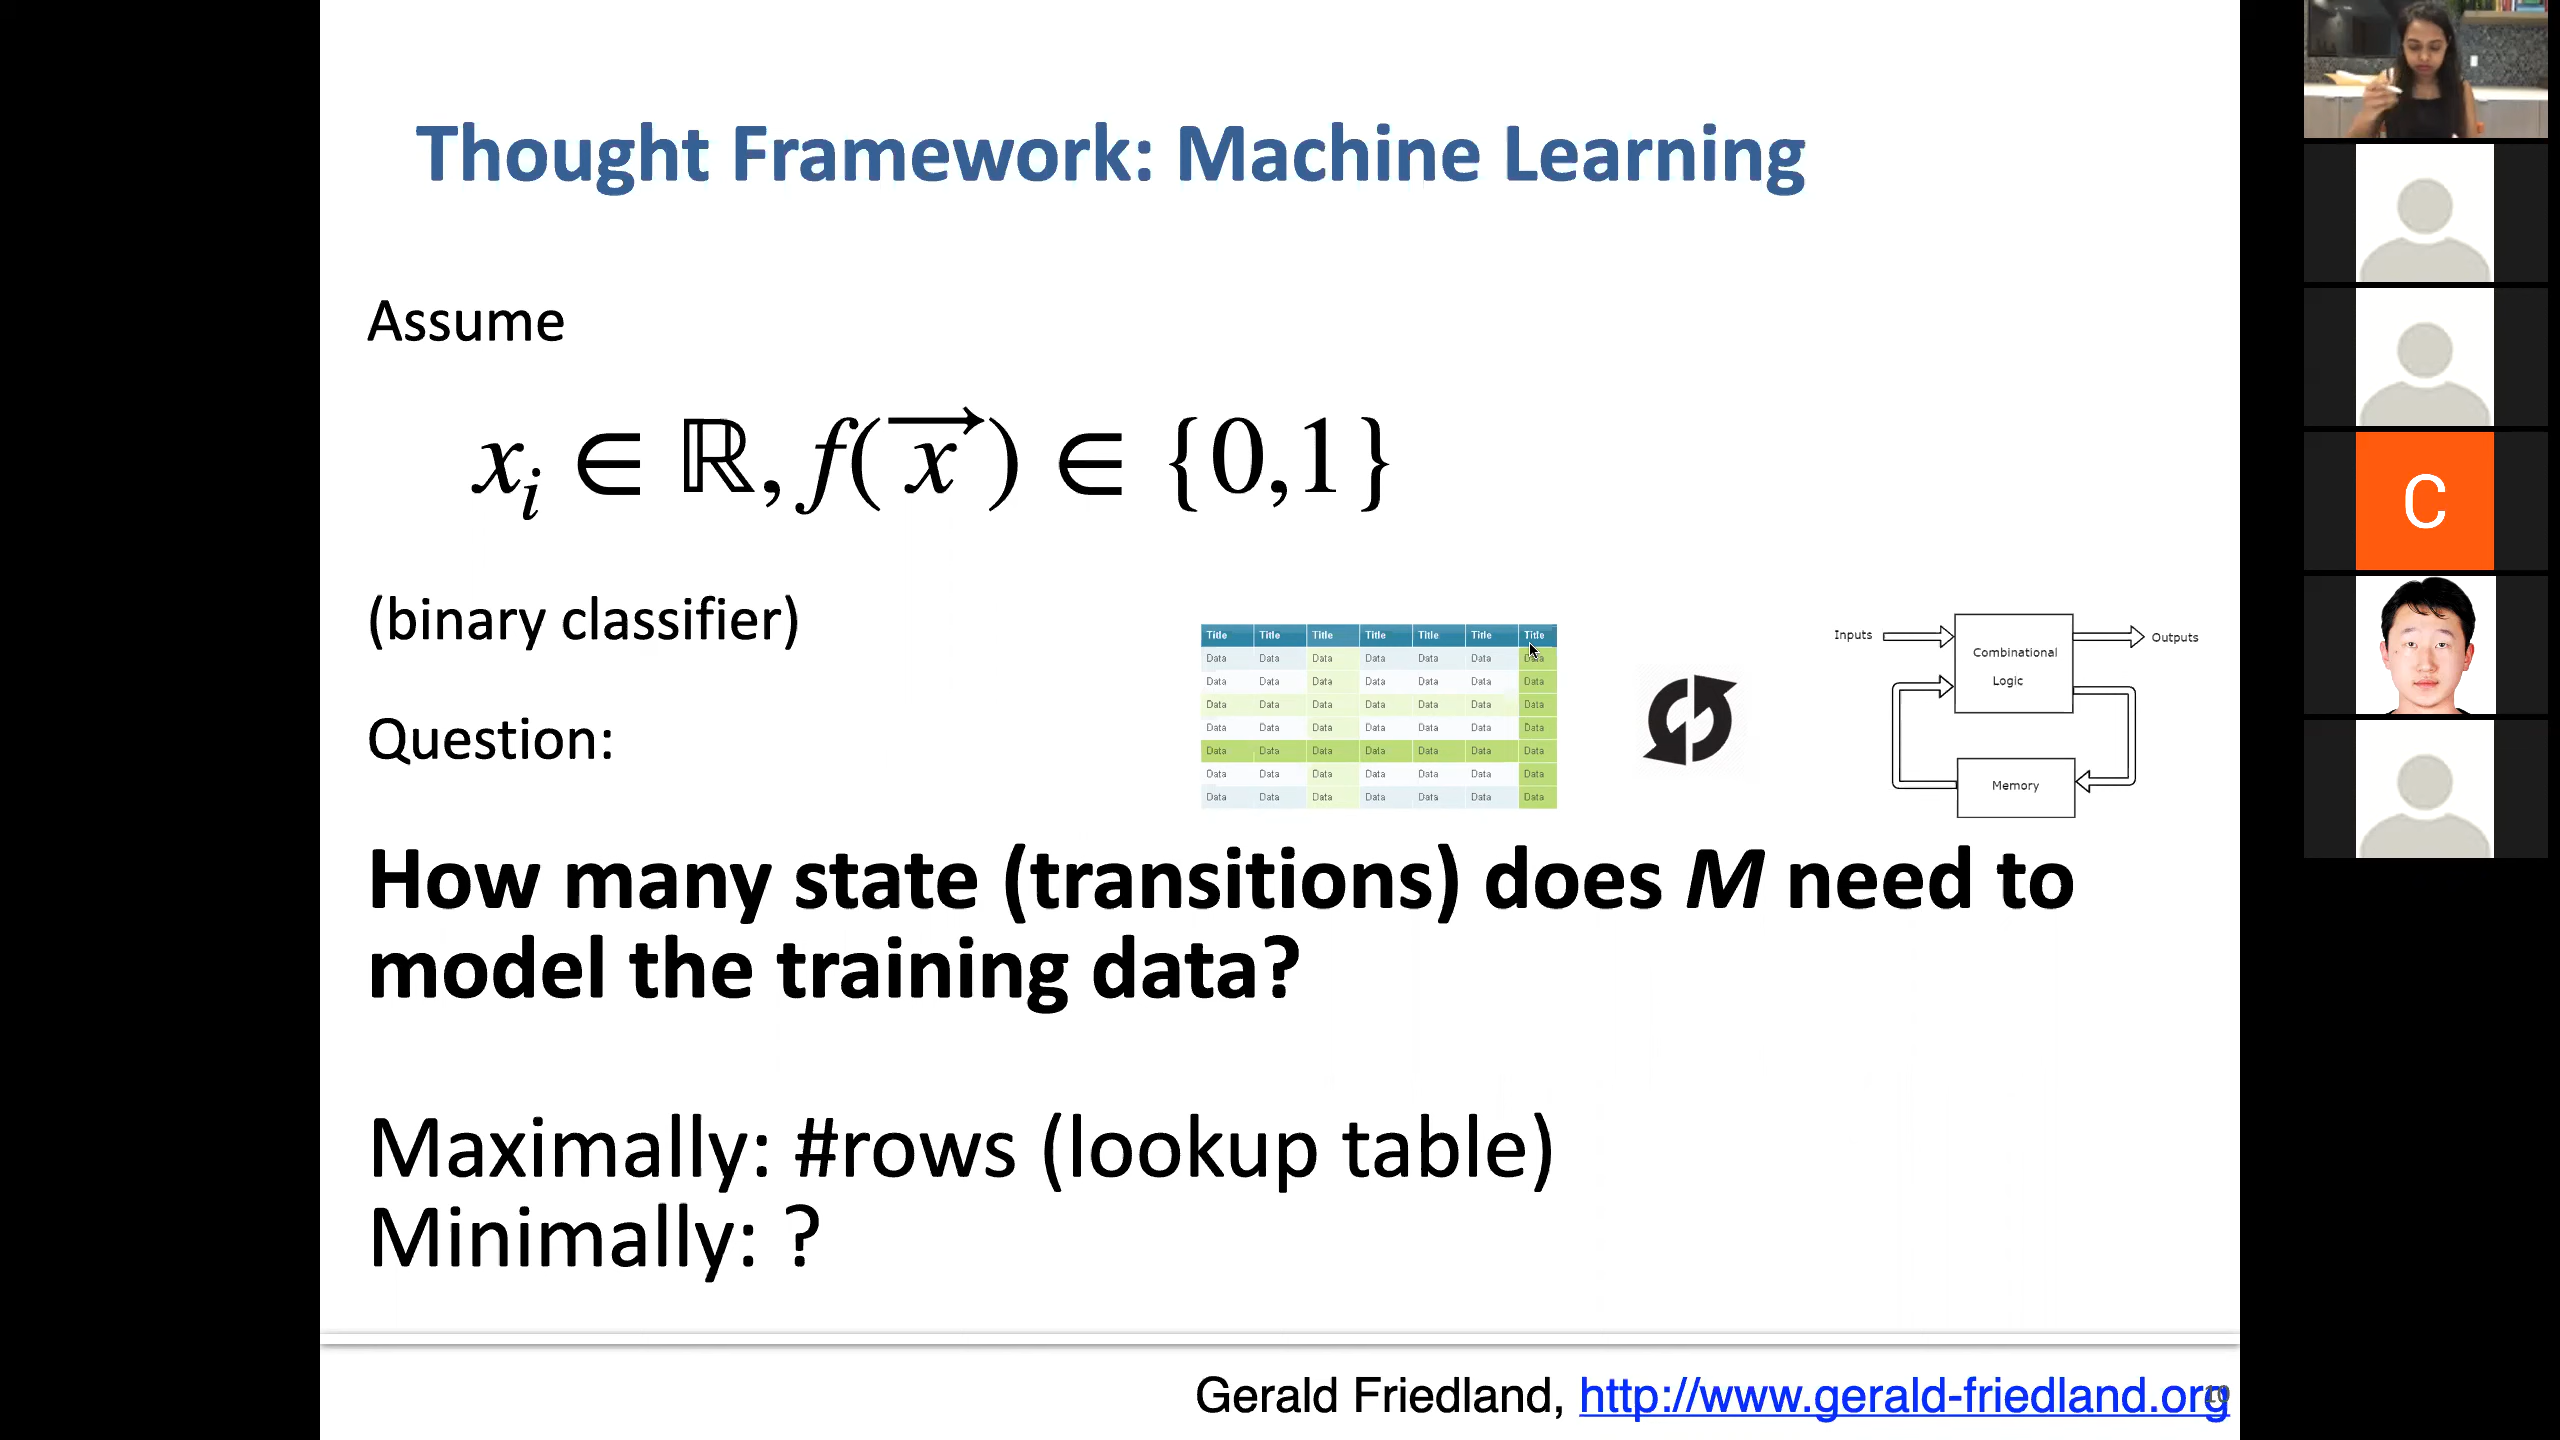 Thought Framework: Machine Learning
Assume
x_i ∈ ℝ, f(x⃗) ∈ {0,1}
(binary classifier)
Title Title Title Title Title Title Title
Data Data Data Data Data Data Data
Data Data Data Data Data Data Data
Data Data Data Data Data Data Data
Data Data Data Data Data Data Data
Data Data Data Data Data Data Data
Data Data Data Data Data Data Data
Data Data Data Data Data Data Data
Inputs
Combinational
Logic
Outputs
Memory
Question:
How many state (transitions) does M need to
model the training data?
Maximally: #rows (lookup table)
Minimally: ?
Gerald Friedland, http://www.gerald-friedland.org
10
C